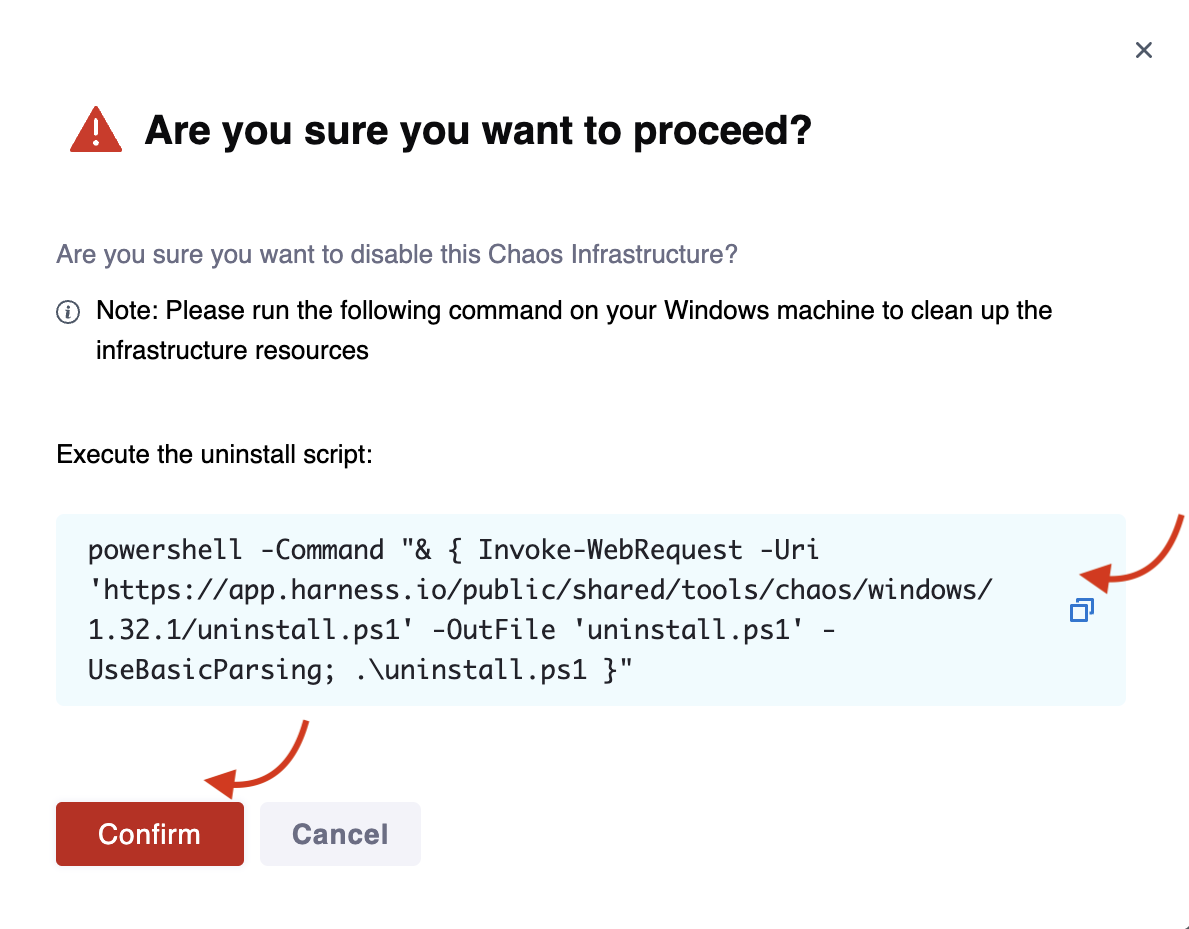 Are you sure you want to proceed?
Are you sure you want to disable this Chaos Infrastructure?
Note: Please run the following command on your Windows machine to clean up the
infrastructure resources
Execute the uninstall script:
powershell -Command "& { Invoke-WebRequest -Uri
'https://app.harness.io/public/shared/tools/chaos/windows/
1.32.1/uninstall.ps1' -OutFile 'uninstall.ps1' -
UseBasicParsing; .\uninstall.ps1 }"
Confirm
Cancel